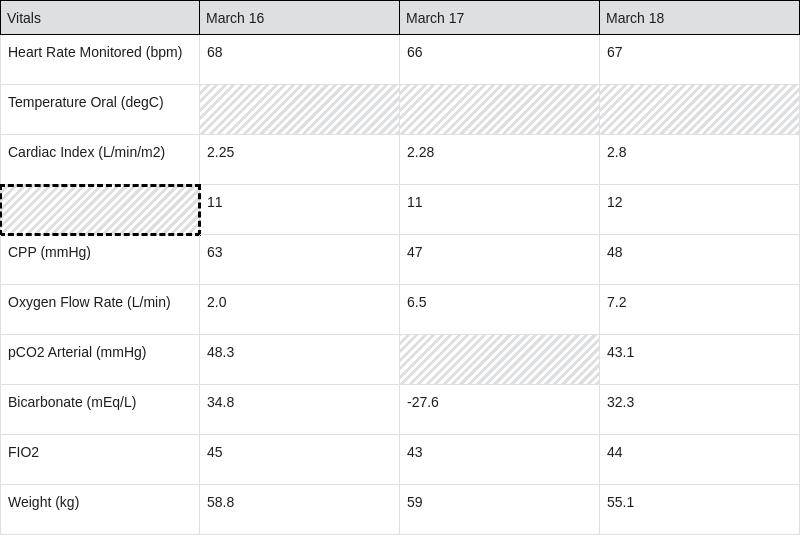 Vitals March 16 March 17 March 18
Heart Rate Monitored (bpm) 68 66 67
Temperature Oral (degC)
Cardiac Index (L/min/m2) 2.25 2.28 2.8
11 11 12
CPP (mmHg) 63 47 48
Oxygen Flow Rate (L/min) 2.0 6.5 7.2
pCO2 Arterial (mmHg) 48.3 43.1
Bicarbonate (mEq/L) 34.8 -27.6 32.3
FIO2 45 43 44
Weight (kg) 58.8 59 55.1